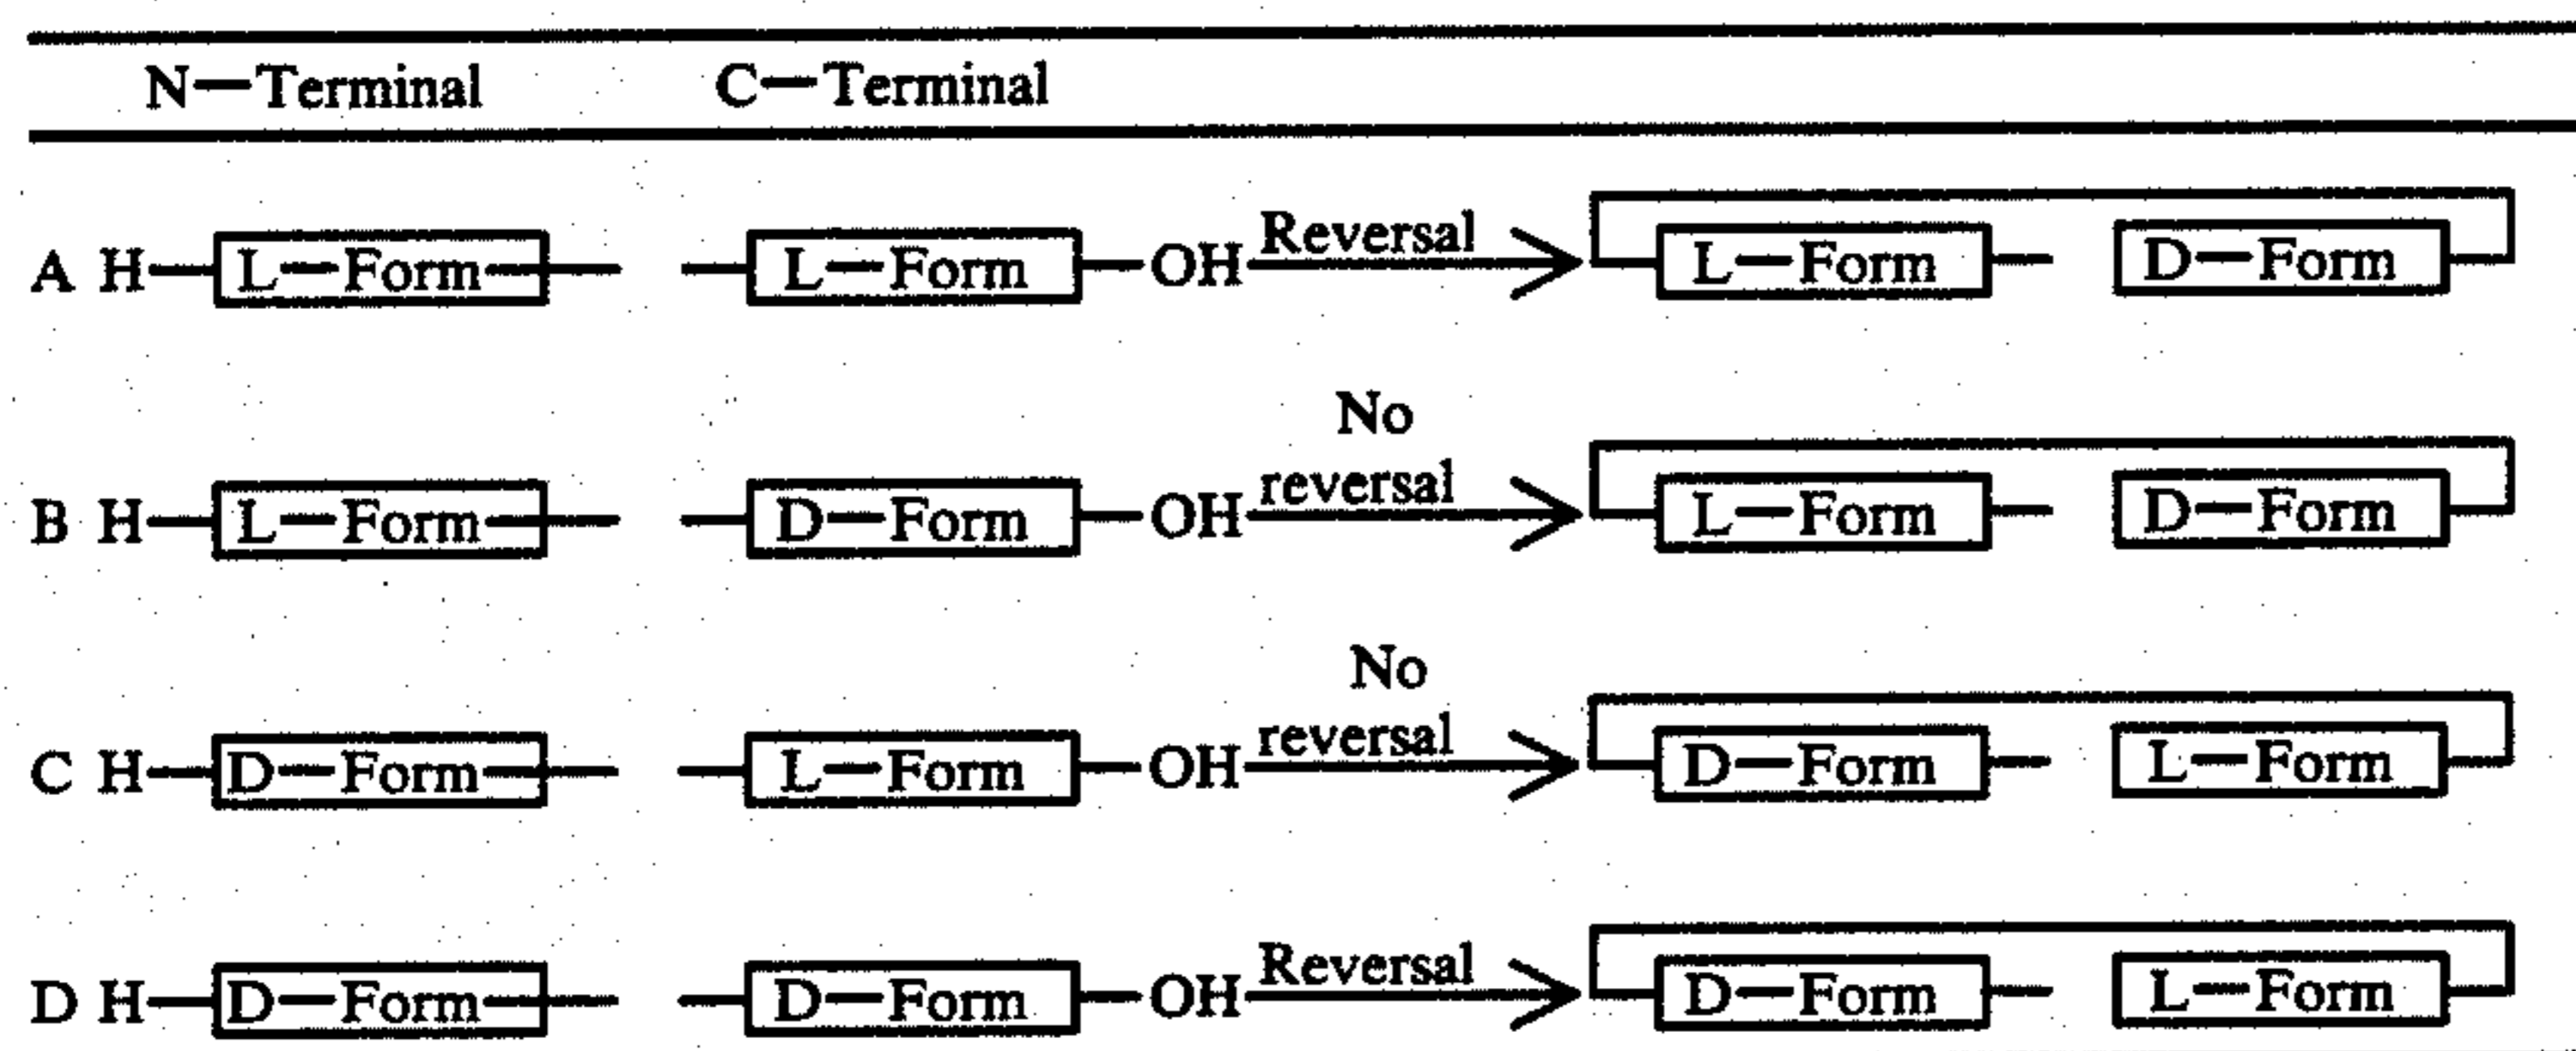 N—Terminal C—Terminal
A H—L—Form— —L—Form—OH Reversal L—Form— D—Form
No
B H—L—Form— —D—Form—OH reversal L—Form— D—Form
No
C H—D—Form— —L—Form—OH reversal D—Form— L—Form
D H—D—Form— —D—Form—OH Reversal D—Form— L—Form